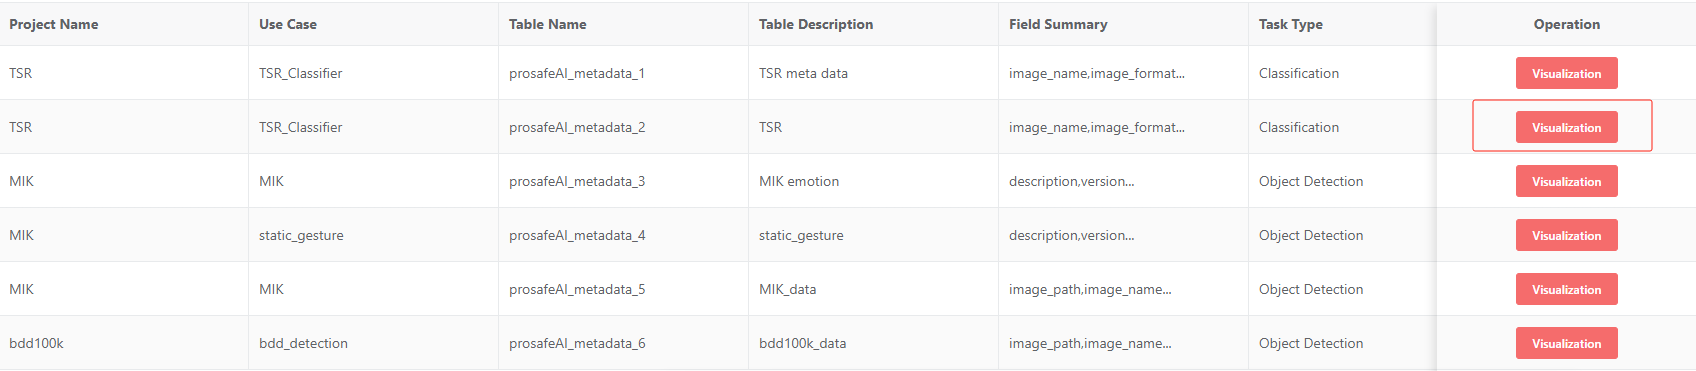 Project Name Use Case Table Name Table Description Field Summary Task Type Operation
TSR TSR_Classifier prosafeAI_metadata_1 TSR meta data image_name,image_format... Classification Visualization
TSR TSR_Classifier prosafeAI_metadata_2 TSR image_name,image_format... Classification Visualization
MIK MIK prosafeAI_metadata_3 MIK emotion description,version... Object Detection Visualization
MIK static_gesture prosafeAI_metadata_4 static_gesture description,version... Object Detection Visualization
MIK MIK prosafeAI_metadata_5 MIK_data image_path,image_name... Object Detection Visualization
bdd100k bdd_detection prosafeAI_metadata_6 bdd100k_data image_path,image_name... Object Detection Visualization